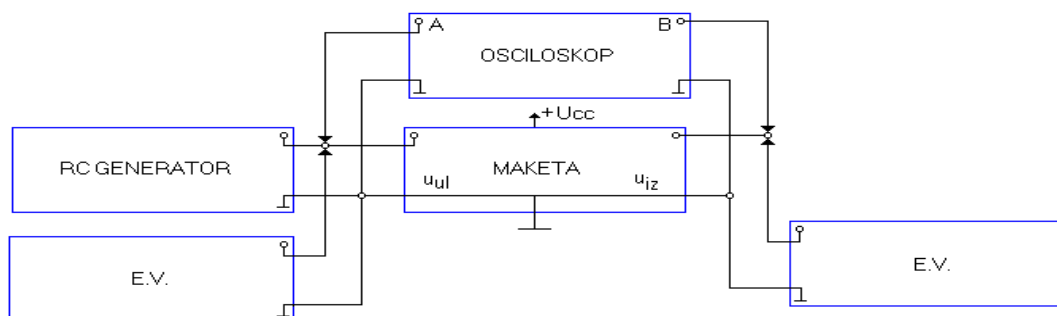 A B
OSCILOSKOP
+Ucc
RC GENERATOR
MAKETA
uul uiz
E.V.
E.V.